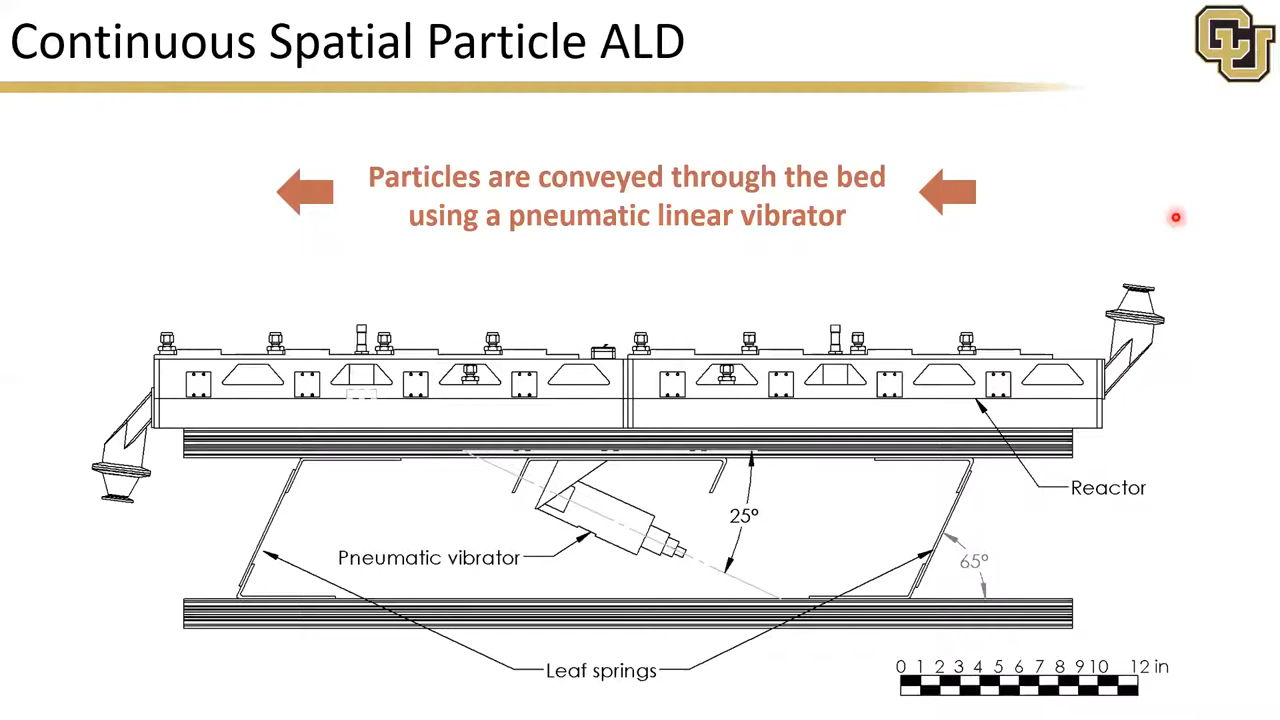 Continuous Spatial Particle ALD
CU
Particles are conveyed through the bed
using a pneumatic linear vibrator
Reactor
25°
Pneumatic vibrator
65°
Leaf springs
0 1 2 3 4 5 6 7 8 9 10 12 in